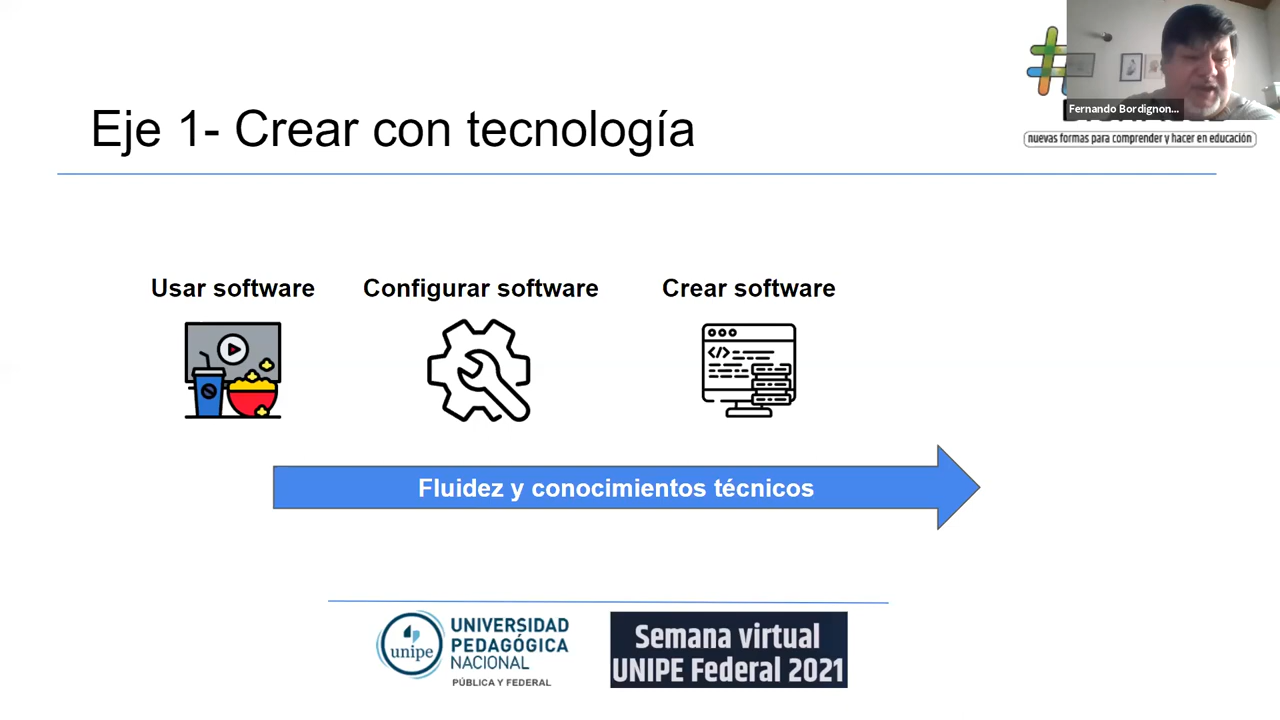 Eje 1- Crear con tecnología
Fernando Bordignon...
nuevas formas para comprender y hacer en educación
Usar software
Configurar software
Crear software
Fluidez y conocimientos técnicos
unipe
UNIVERSIDAD
PEDAGÓGICA
NACIONAL
PÚBLICA Y FEDERAL
Semana virtual
UNIPE Federal 2021